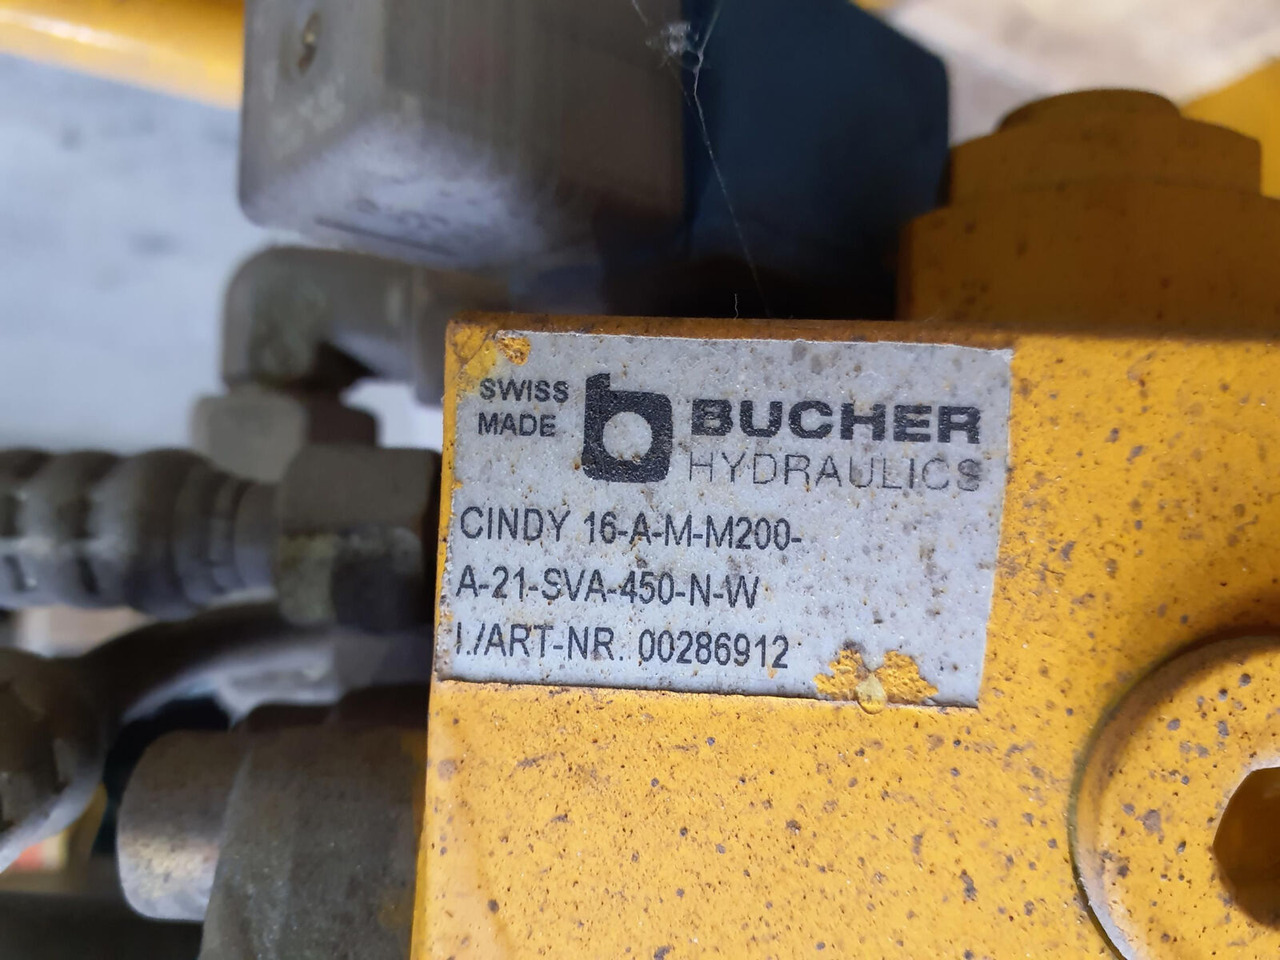 SWISS
MADE
BUCHER
HYDRAULICS
CINDY 16-A-M-M200-
A-21-SVA-450-N-W
I./ART-NR. 00286912